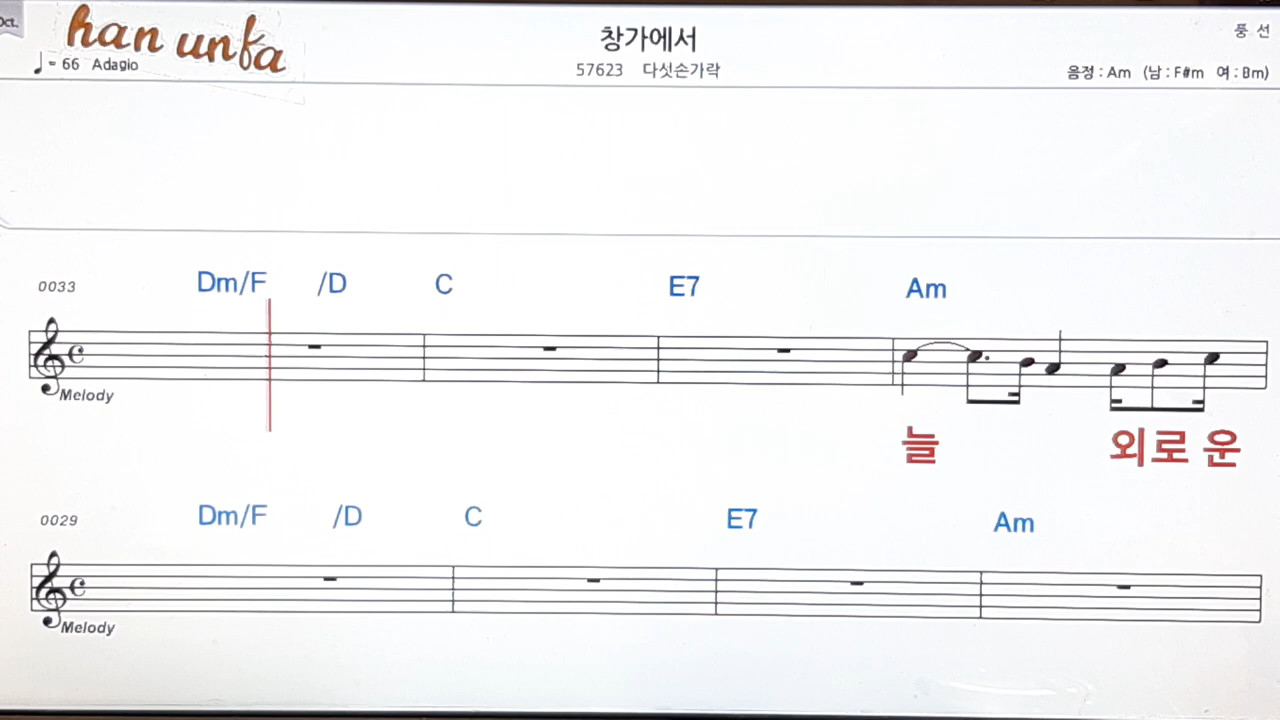 Oct.
han unfa
= 66 Adagio
창가에서
57623 다섯손가락
풍 선
음정 : Am (남 : F#m 여 : Bm)
0033 Dm/F /D C E7 Am
Melody
늘 외로운
0029 Dm/F /D C E7 Am
Melody